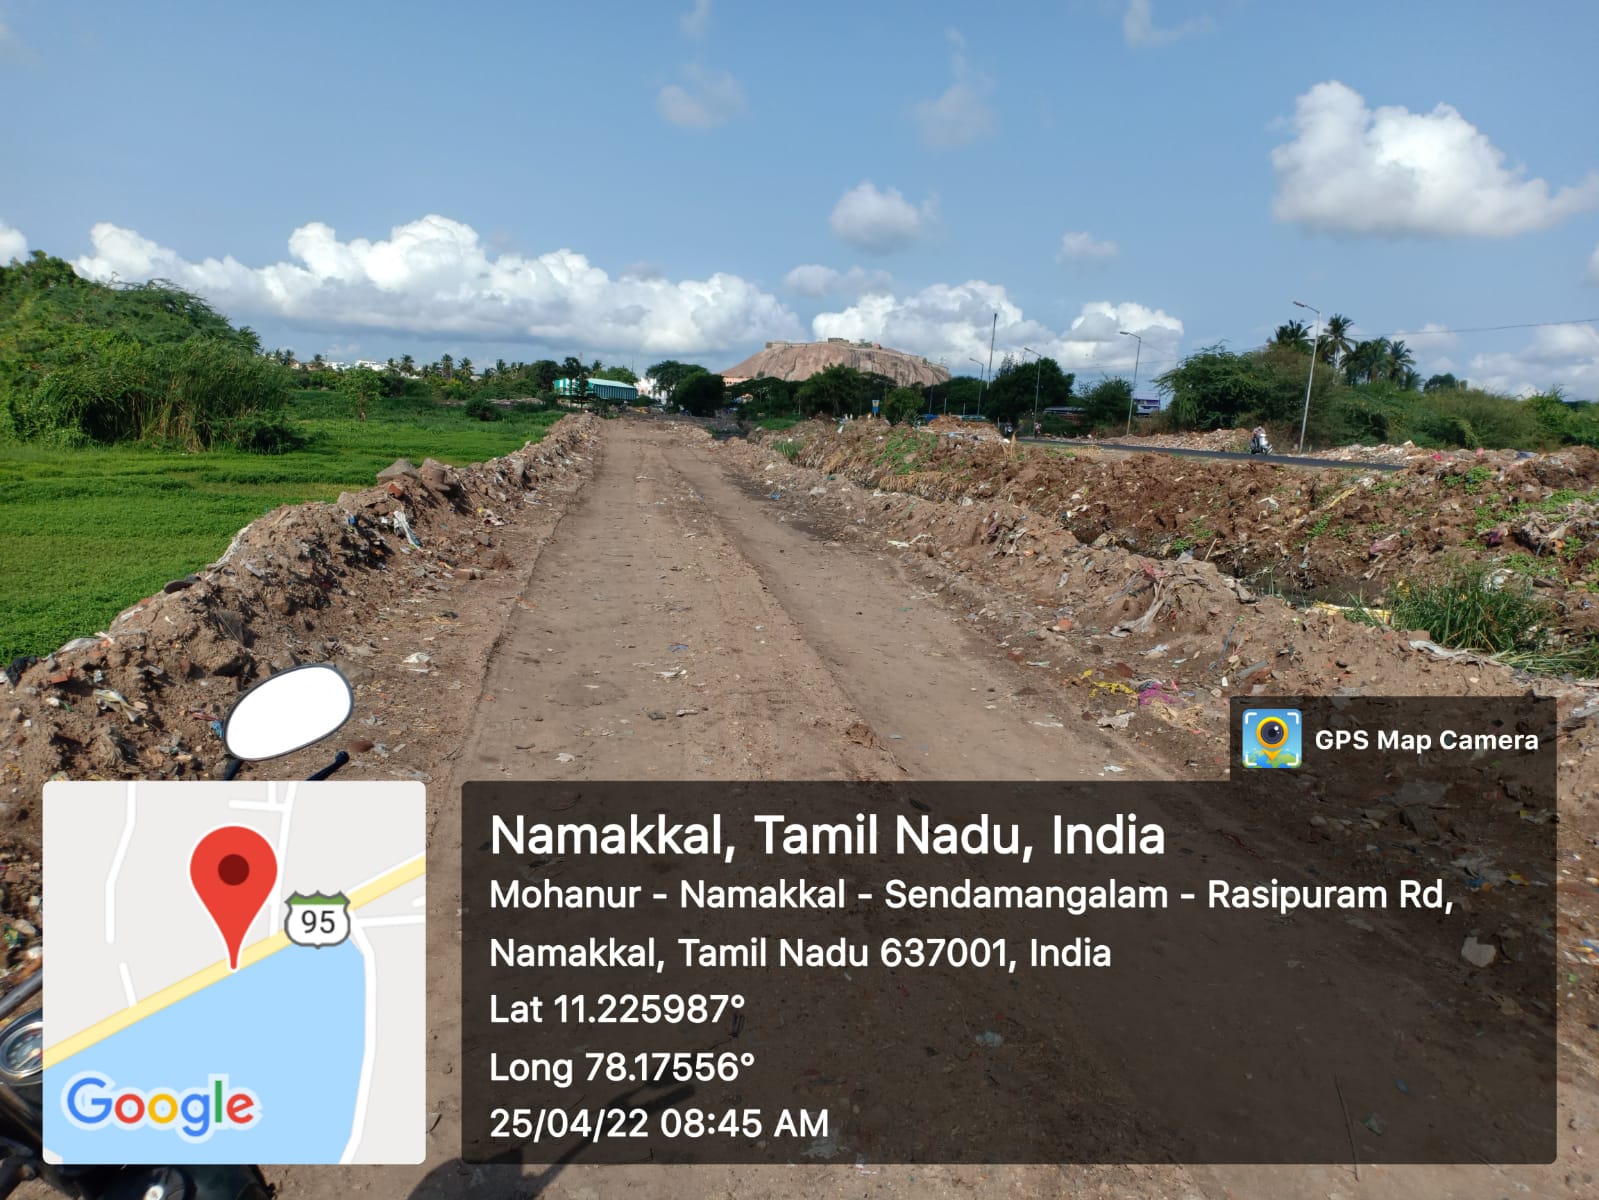 GPS Map Camera
Namakkal, Tamil Nadu, India
Mohanur - Namakkal - Sendamangalam - Rasipuram Rd,
Namakkal, Tamil Nadu 637001, India
Lat 11.225987°
Long 78.17556°
25/04/22 08:45 AM
95
Google